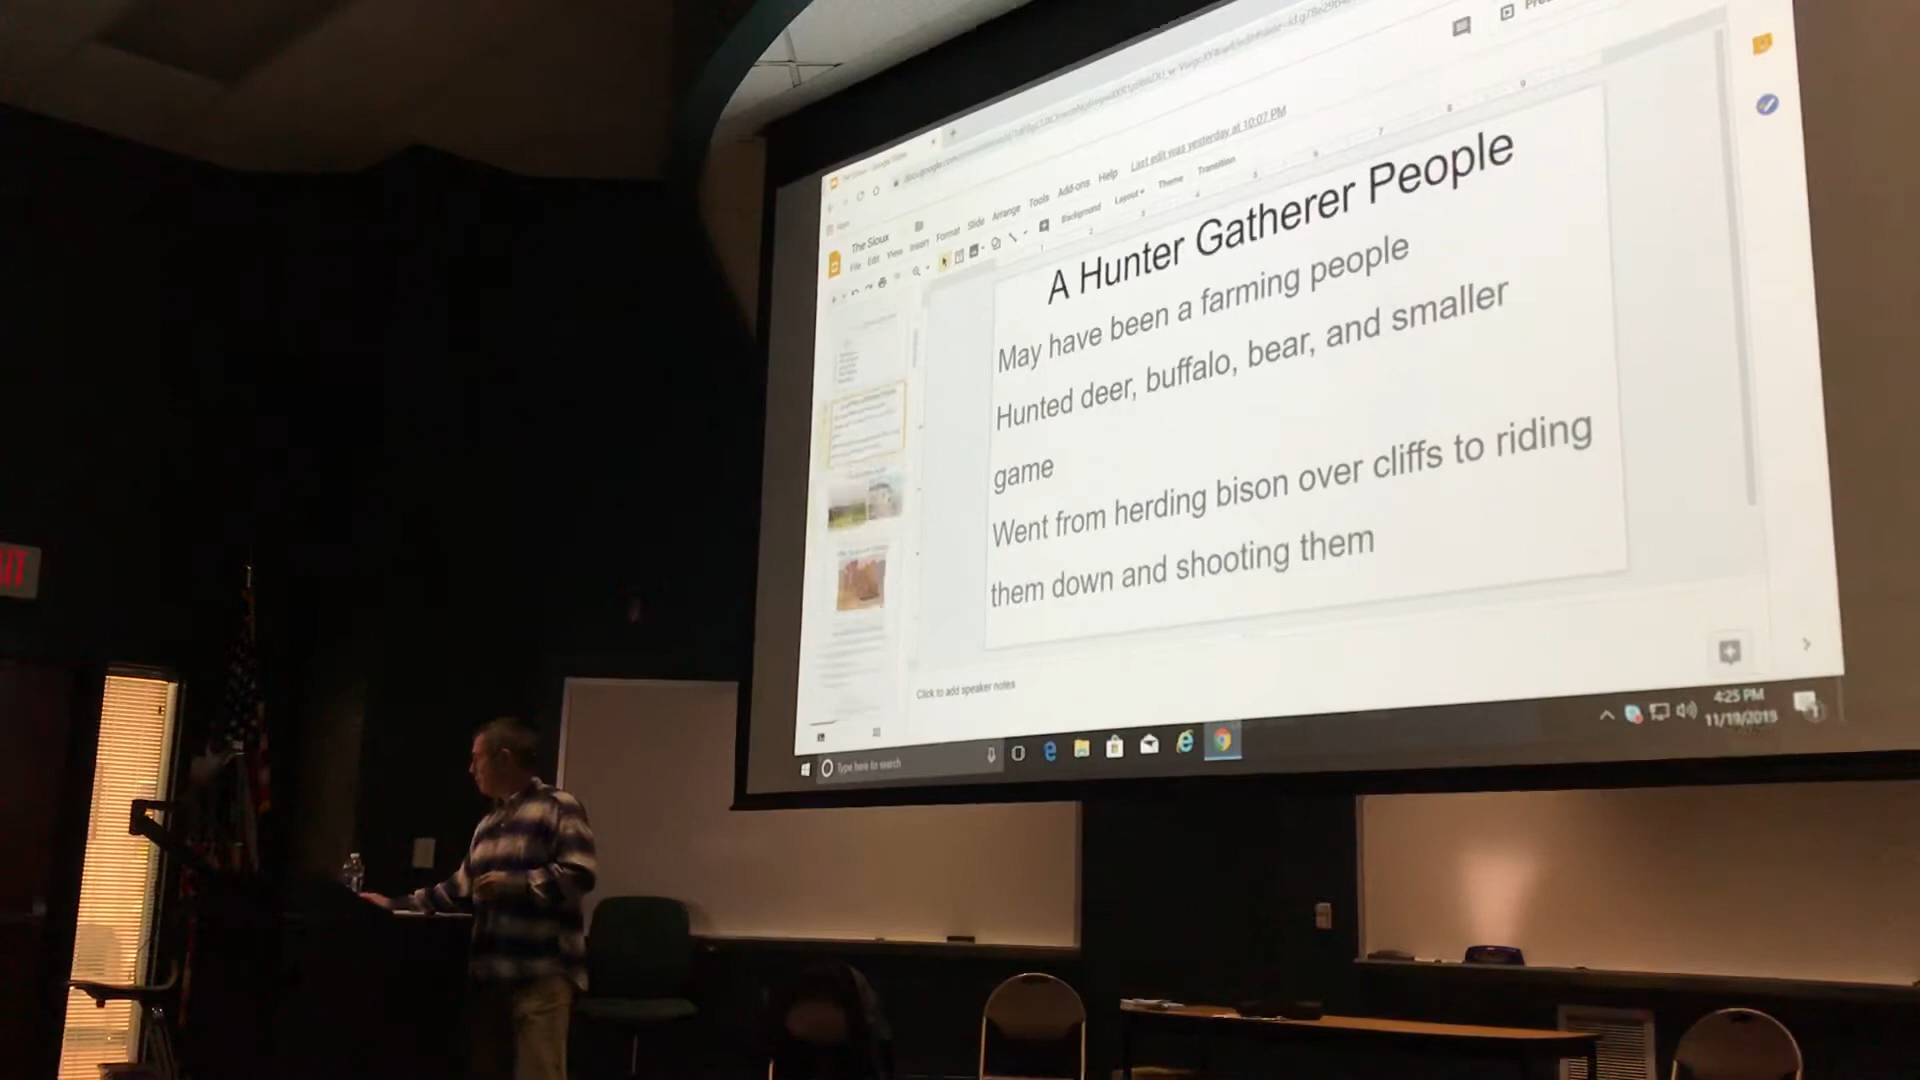 The Sioux
File Edit View Insert Format Slide Arrange Tools Add-ons Help Last edit was yesterday at 10:07 PM
Background Layout Theme Transition
A Hunter Gatherer People
May have been a farming people
Hunted deer, buffalo, bear, and smaller
game
Went from herding bison over cliffs to riding
them down and shooting them
Click to add speaker notes
Type here to search
4:25 PM
11/19/2019